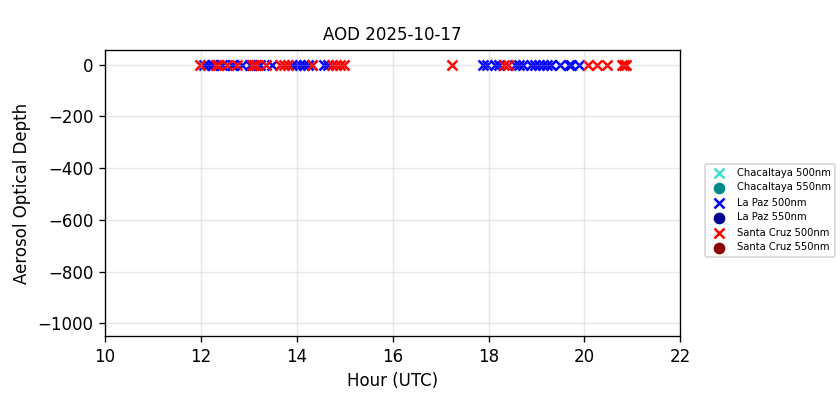 AOD 2025-10-17
Aerosol Optical Depth
0
−200
−400
−600
−800
−1000
10 12 14 16 18 20 22
Hour (UTC)
Chacaltaya 500nm
Chacaltaya 550nm
La Paz 500nm
La Paz 550nm
Santa Cruz 500nm
Santa Cruz 550nm